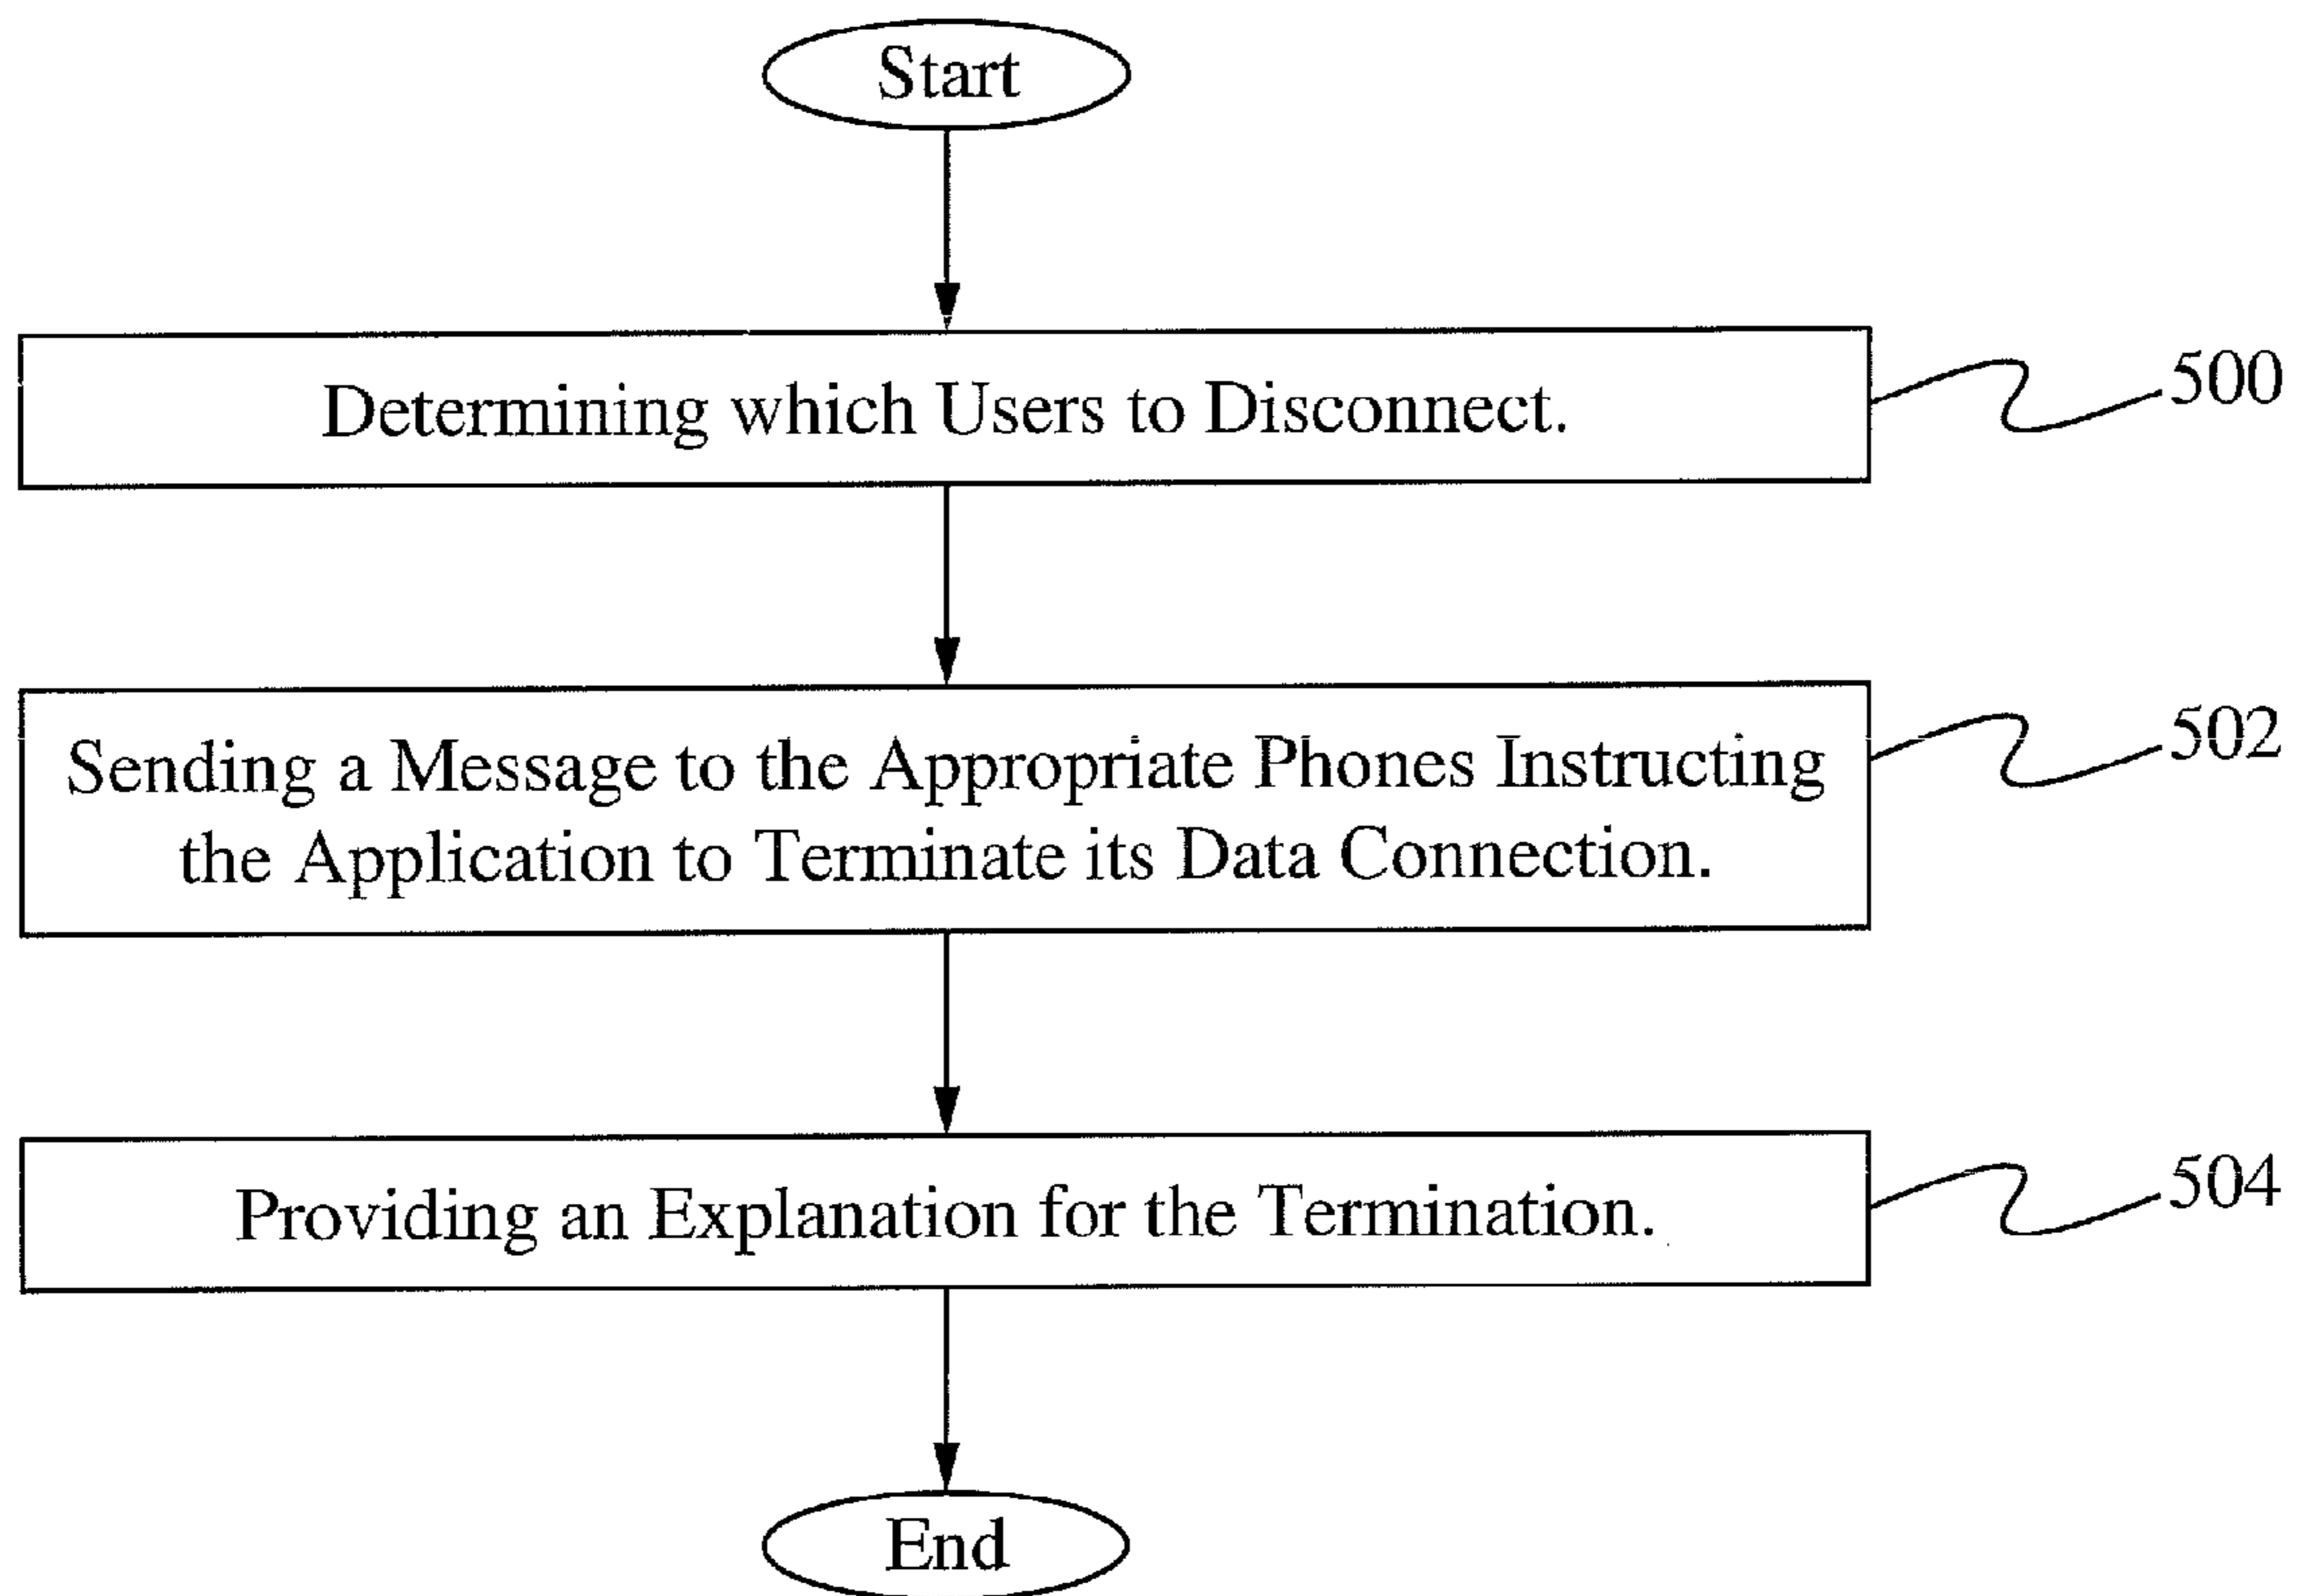 Start
Determining which Users to Disconnect.
500
Sending a Message to the Appropriate Phones Instructing
the Application to Terminate its Data Connection.
502
Providing an Explanation for the Termination.
504
End